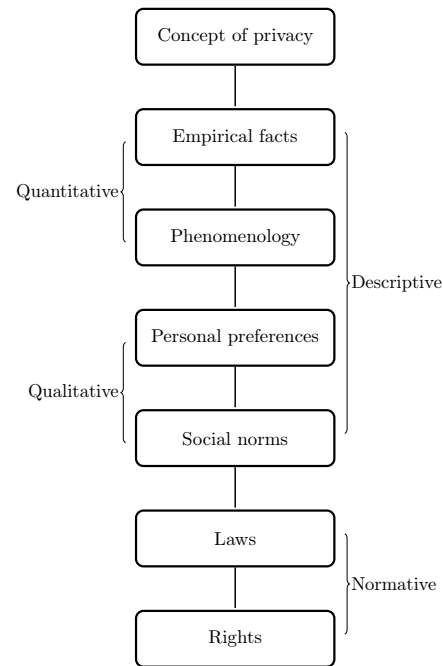 Concept of privacy
Empirical facts
Quantitative
Phenomenology
Descriptive
Personal preferences
Qualitative
Social norms
Laws
Normative
Rights